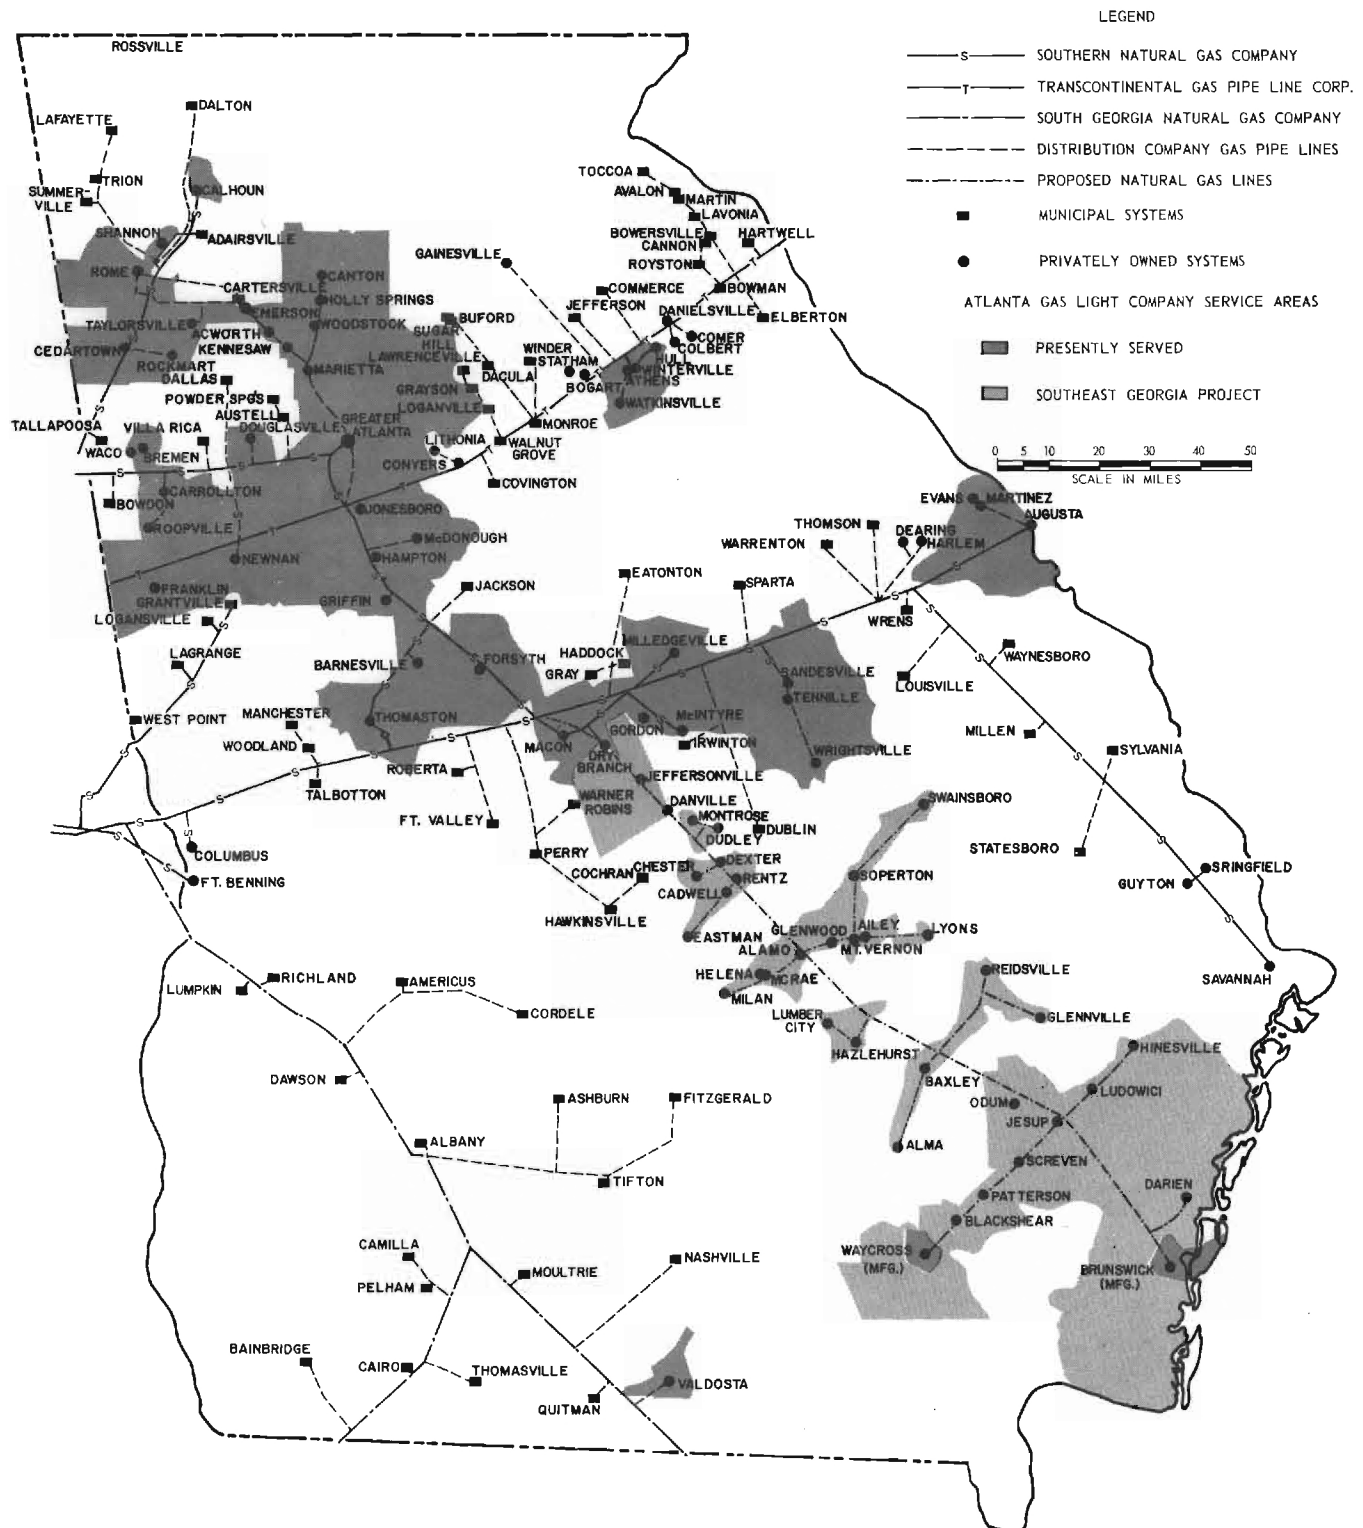 LEGEND
SOUTHERN NATURAL GAS COMPANY
TRANSCONTINENTAL GAS PIPE LINE CORP.
SOUTH GEORGIA NATURAL GAS COMPANY
DISTRIBUTION COMPANY GAS PIPE LINES
PROPOSED NATURAL GAS LINES
MUNICIPAL SYSTEMS
PRIVATELY OWNED SYSTEMS
ATLANTA GAS LIGHT COMPANY SERVICE AREAS
PRESENTLY SERVED
SOUTHEAST GEORGIA PROJECT
0 5 10 20 30 40 50
SCALE IN MILES
ROSSVILLE
DALTON
LAFAYETTE
TRION
SUMMER-
VILLE
CALHOUN
SHANNON
ADAIRSVILLE
ROME
CARTERSVILLE
CANTON
HOLLY SPRINGS
EMERSON
TAYLORSVILLE
ACWORTH
WOODSTOCK
KENNESAW
CEDARTOWN
ROCKMART
DALLAS
MARIETTA
POWDER SPGS
AUSTELL
TALLAPOOSA
VILLA RICA
DOUGLASVILLE
GREATER
ATLANTA
WACO
BREMEN
BOWDON
CARROLLTON
ROOPVILLE
NEWNAN
JONESBORO
McDONOUGH
HAMPTON
FRANKLIN
GRANTVILLE
LOGANSVILLE
GRIFFIN
JACKSON
LAGRANGE
BARNESVILLE
FORSYTH
WEST POINT
MANCHESTER
THOMASTON
WOODLAND
TALBOTTON
ROBERTA
FT. VALLEY
COLUMBUS
FT. BENNING
TOCCOA
AVALON
MARTIN
LAVONIA
BOWERSVILLE
CANNON
HARTWELL
ROYSTON
GAINESVILLE
COMMERCE
BOWMAN
JEFFERSON
DANIELSVILLE
ELBERTON
BUFORD
SUGAR
HILL
COMER
COLBERT
LAWRENCEVILLE
WINDER
STATHAM
HULL
WINTERVILLE
DACULA
BOGART
ATHENS
GRAYSON
WATKINSVILLE
LOGANVILLE
MONROE
LITHONIA
WALNUT
GROVE
CONYERS
COVINGTON
EVANS
MARTINEZ
AUGUSTA
THOMSON
DEARING
HARLEM
WARRENTON
EATONTON
SPARTA
WRENS
MILLEDGEVILLE
HADDOCK
GRAY
WAYNESBORO
SANDESVILLE
LOUISVILLE
TENNILLE
McINTYRE
GORDON
MACON
IRWINTON
MILLEN
DRY
BRANCH
WRIGHTSVILLE
SYLVANIA
JEFFERSONVILLE
WARNER
ROBINS
DANVILLE
MONTROSE
SWAINSBORO
DUDLEY
DUBLIN
STATESBORO
PERRY
DEXTER
COCHRAN
CHESTER
RENTZ
SOPERTON
SRINGFIELD
GUYTON
CADWELL
HAWKINSVILLE
EASTMAN
GLENWOOD
AILEY
LYONS
ALAMO
MT. VERNON
HELENA
MCRAE
REIDSVILLE
SAVANNAH
MILAN
LUMBER
CITY
GLENNVILLE
HAZLEHURST
HINESVILLE
BAXLEY
LUDOWICI
ODUM
JESUP
ALMA
SCREVEN
DARIEN
PATTERSON
BLACKSHEAR
WAYCROSS
(MFG.)
BRUNSWICK
(MFG.)
RICHLAND
LUMPKIN
AMERICUS
CORDELE
DAWSON
ASHBURN
FITZGERALD
ALBANY
TIFTON
CAMILLA
PELHAM
MOULTRIE
NASHVILLE
BAINBRIDGE
CAIRO
THOMASVILLE
QUITMAN
VALDOSTA